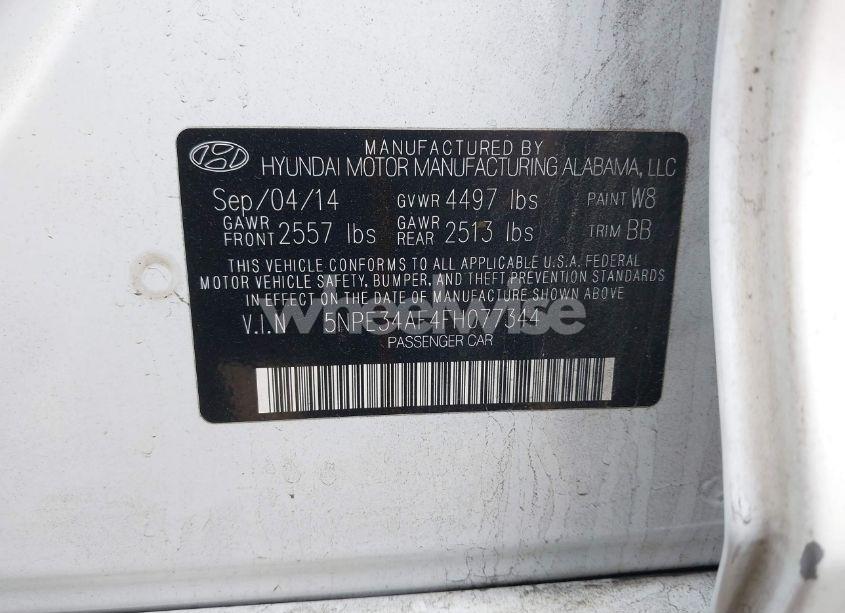 MANUFACTURED BY
HYUNDAI MOTOR MANUFACTURING ALABAMA, LLC
Sep/04/14 GVWR 4497 lbs PAINT W8
GAWR FRONT 2557 lbs GAWR REAR 2513 lbs TRIM BB
THIS VEHICLE CONFORMS TO ALL APPLICABLE U.S.A. FEDERAL
MOTOR VEHICLE SAFETY, BUMPER, AND THEFT PREVENTION STANDARDS
IN EFFECT ON THE DATE OF MANUFACTURE SHOWN ABOVE
wheelwise
V.I.N 5NPE34AF4FH077344
PASSENGER CAR